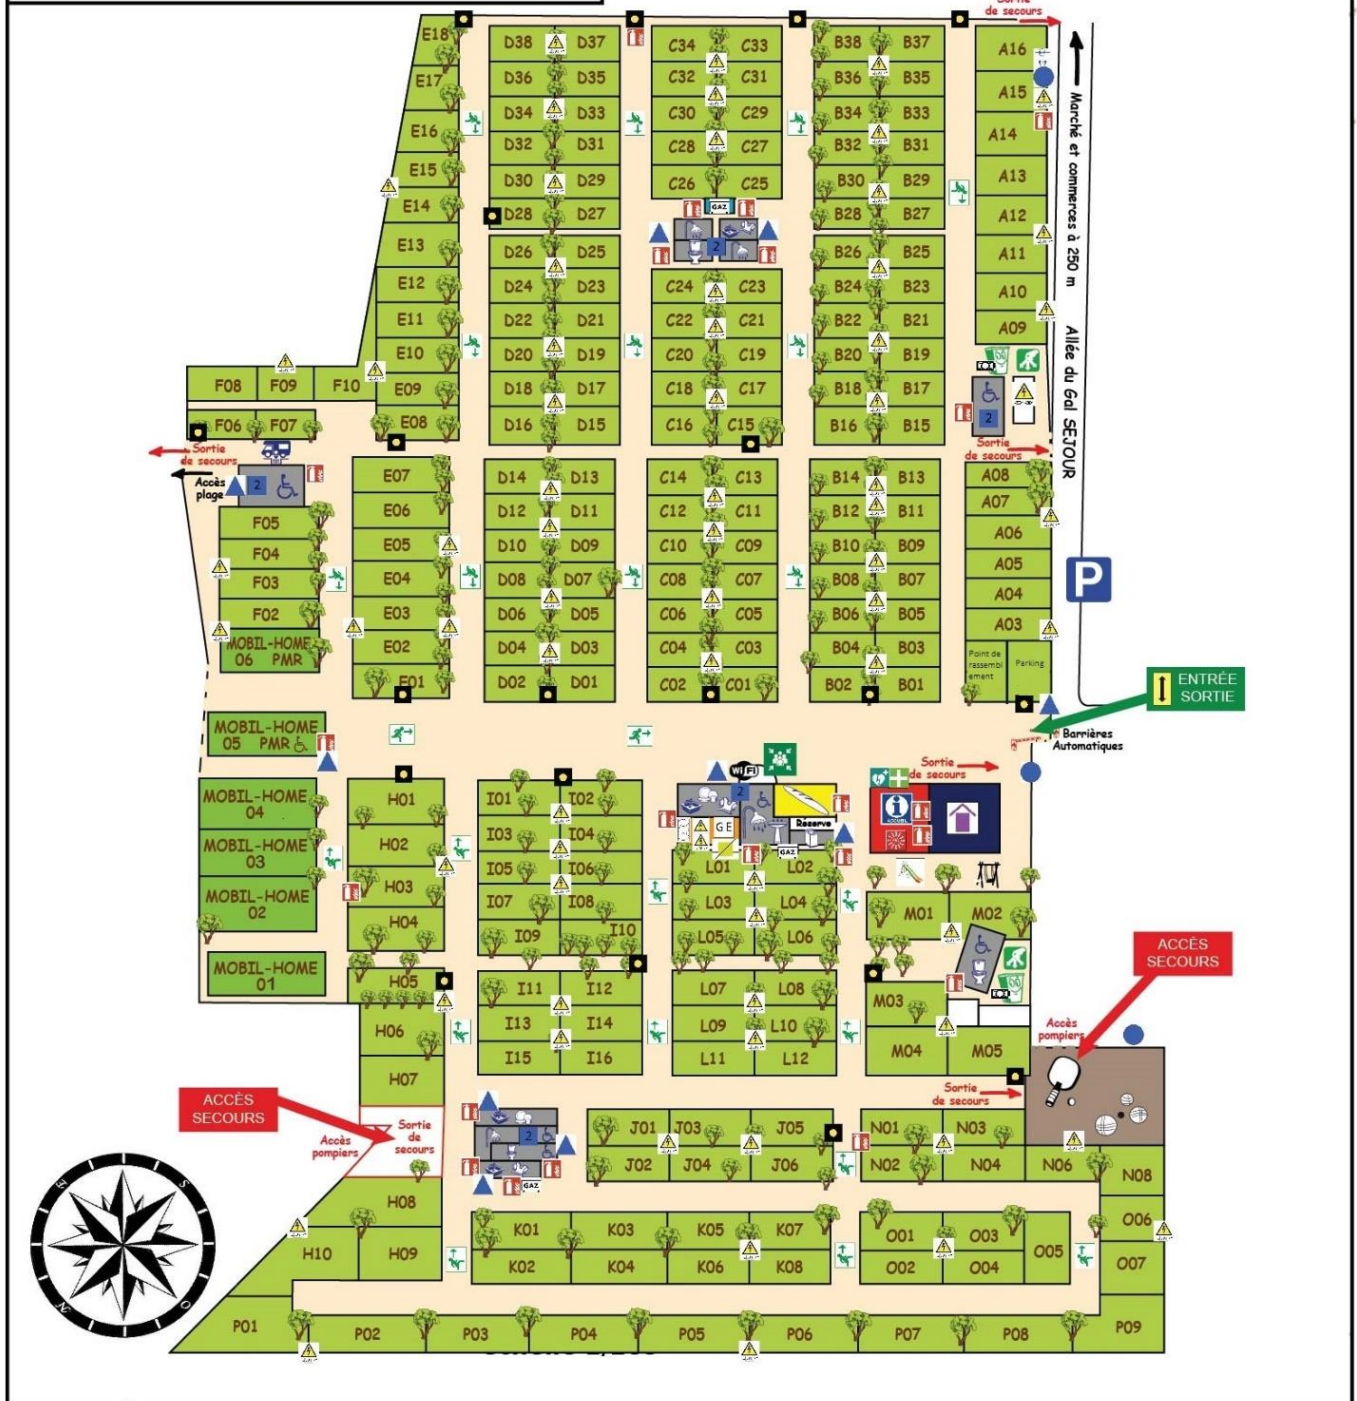 Sortie
de secours
E18 D38 D37 C34 C33 B38 B37 A16
E17 D36 D35 C32 C31 B36 B35 A15
E16 D34 D33 C30 C29 B34 B33 A14
E15 D32 D31 C28 C27 B32 B31 A13
E14 D30 D29 C26 C25 B30 B29 A12
D28 D27 GAZ B28 B27
2
E13 D26 D25 B26 B25 A11
E12 D24 D23 C24 C23 B24 B23 A10
E11 D22 D21 C22 C21 B22 B21 A09
E10 D20 D19 C20 C19 B20 B19
F08 F09 F10 E09 D18 D17 C18 C17 B18 B17
2
F06 F07 E08 D16 D15 C16 C15 B16 B15
Marché et commerces à 250 m
Allée du Gal SEJOUR
Sortie
de secours
Sortie
de secours
Accès
plage
2
E07 D14 D13 C14 C13 B14 B13 A08
A07
F05 E06 D12 D11 C12 C11 B12 B11 A06
F04 E05 D10 D09 C10 C09 B10 B09 A05
F03 E04 D08 D07 C08 C07 B08 B07 A04
F02 E03 D06 D05 C06 C05 B06 B05 A03
P
MOBIL-HOME
06 PMR
E02 D04 D03 C04 C03 B04 B03
Point de
rassembl
ement
Parking
E01 D02 D01 C02 C01 B02 B01
ENTRÉE
SORTIE
MOBIL-HOME
05 PMR
Barrières
Automatiques
Sortie
de secours
WiFi
2
GE
Réserve
GAZ
i
ACCUEIL
MOBIL-HOME
04
H01 I01 I02
MOBIL-HOME
03
H02 I03 I04
I05 I06 L01 L02
MOBIL-HOME
02
H03 I07 I08 L03 L04 M01 M02
H04 I09 I10 L05 L06
ACCÈS
SECOURS
MOBIL-HOME
01
H05 I11 I12 L07 L08 M03
H06 I13 I14 L09 L10
Accès
pompiers
H07 I15 I16 L11 L12 M04 M05
Sortie
de secours
ACCÈS
SECOURS
Accès
pompiers
Sortie
de
secours
2
GAZ
J01 J03 J05 N01 N03
J02 J04 J06 N02 N04 N06 N08
H08 K01 K03 K05 K07 O01 O03 O06
H10 H09 K02 K04 K06 K08 O02 O04 O05 O07
E S
N O
P01 P02 P03 P04 P05 P06 P07 P08 P09